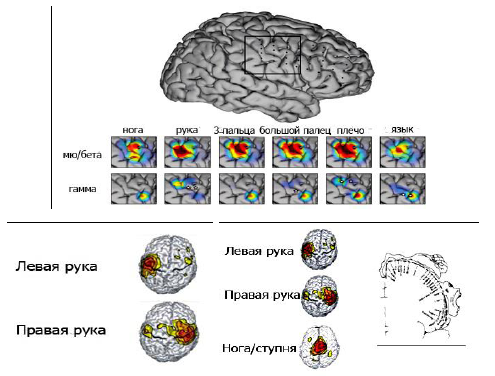 нога рука 3-пальца большой палец плечо язык
мю/бета
гамма
Левая рука
Правая рука
Левая рука
Правая рука
Нога/ступня